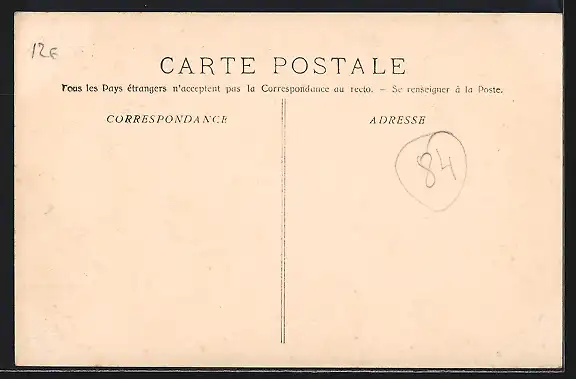 12€
CARTE POSTALE
Tous les Pays étrangers n'acceptent pas la Correspondance au recto. — Se renseigner à la Poste.
CORRESPONDANCE
ADRESSE
84